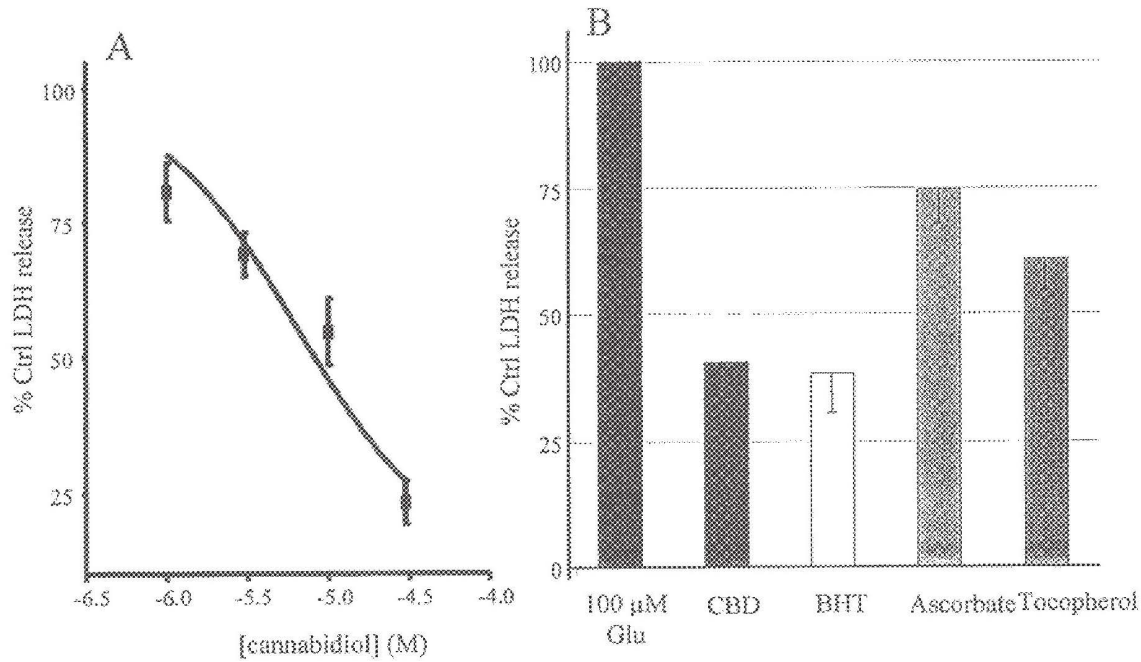 A
% Ctrl LDH release
100
75
50
25
-6.5 -6.0 -5.5 -5.0 -4.5 -4.0
[cannabidiol] (M)
B
% Ctrl LDH release
100
75
50
25
0
100 μM Glu
CBD
BHT
Ascorbate
Tocopherol